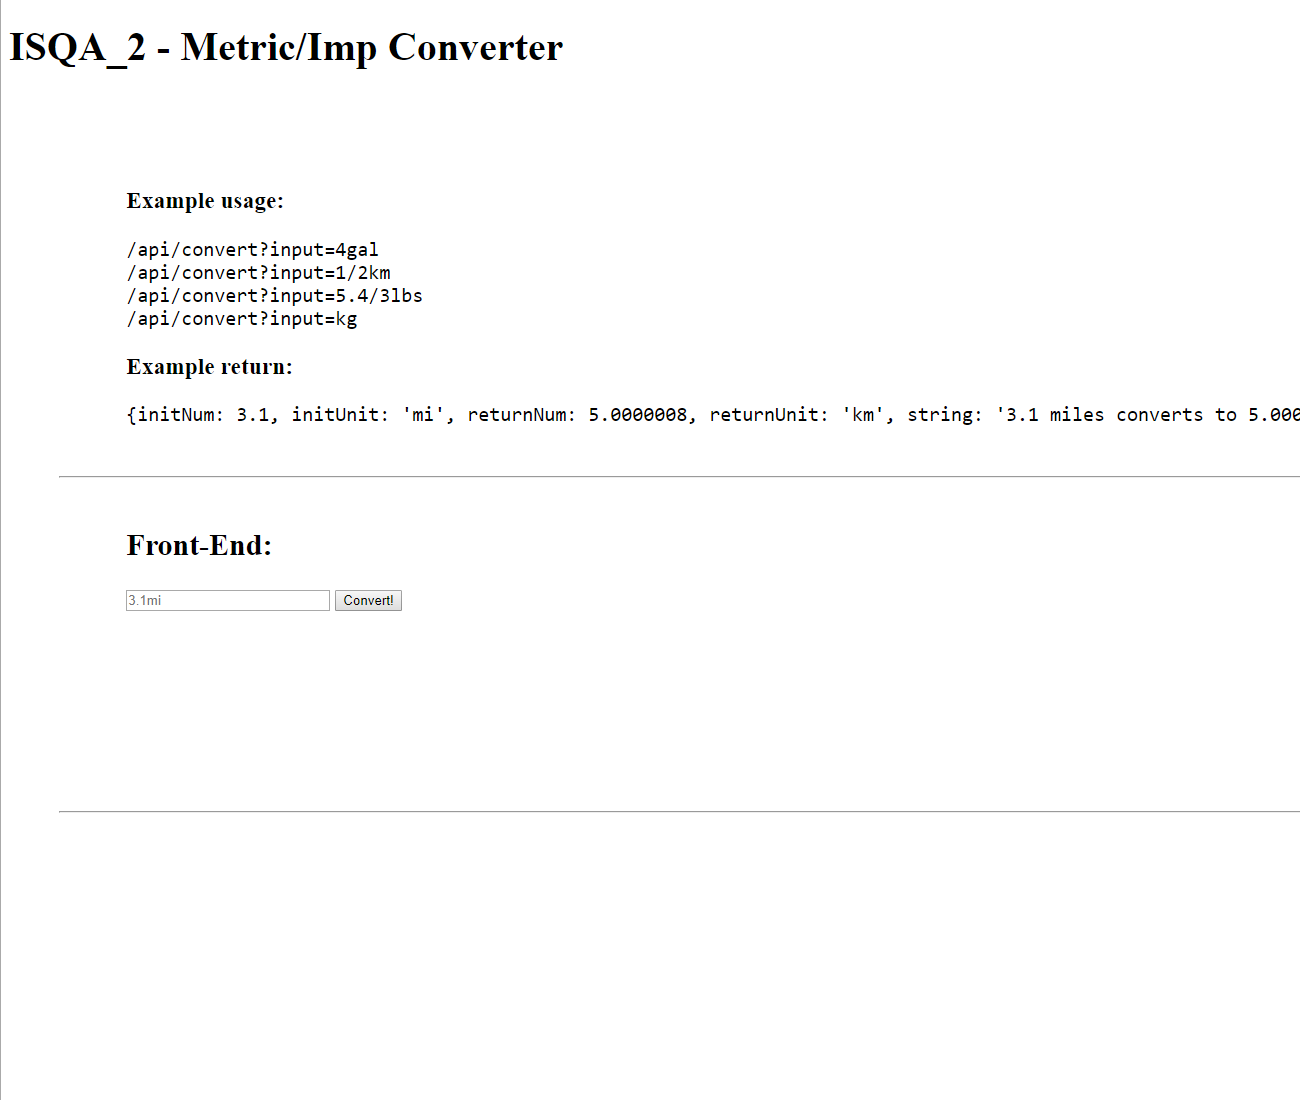 ISQA_2 - Metric/Imp Converter
Example usage:
/api/convert?input=4gal
/api/convert?input=1/2km
/api/convert?input=5.4/3lbs
/api/convert?input=kg
Example return:
{initNum: 3.1, initUnit: 'mi', returnNum: 5.0000008, returnUnit: 'km', string: '3.1 miles converts to 5.000
Front-End:
3.1mi Convert!